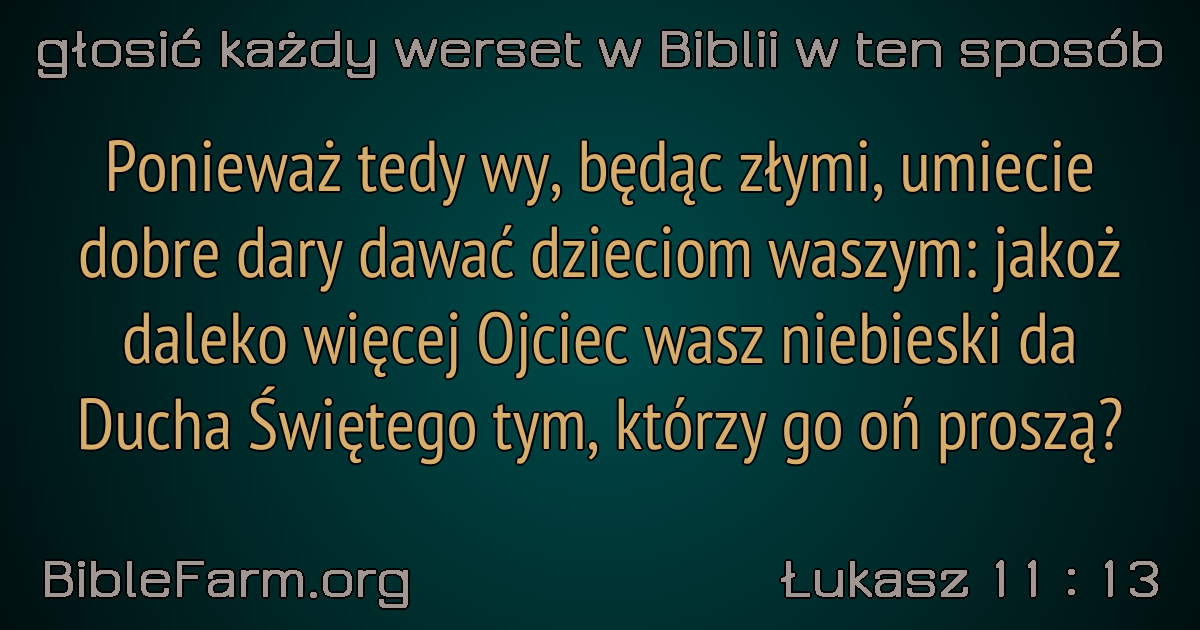 głosić każdy werset w Biblii w ten sposób
Ponieważ tedy wy, będąc złymi, umiecie
dobre dary dawać dzieciom waszym: jakoż
daleko więcej Ojciec wasz niebieski da
Ducha Świętego tym, którzy go oń proszą?
BibleFarm.org
Łukasz 11 : 13